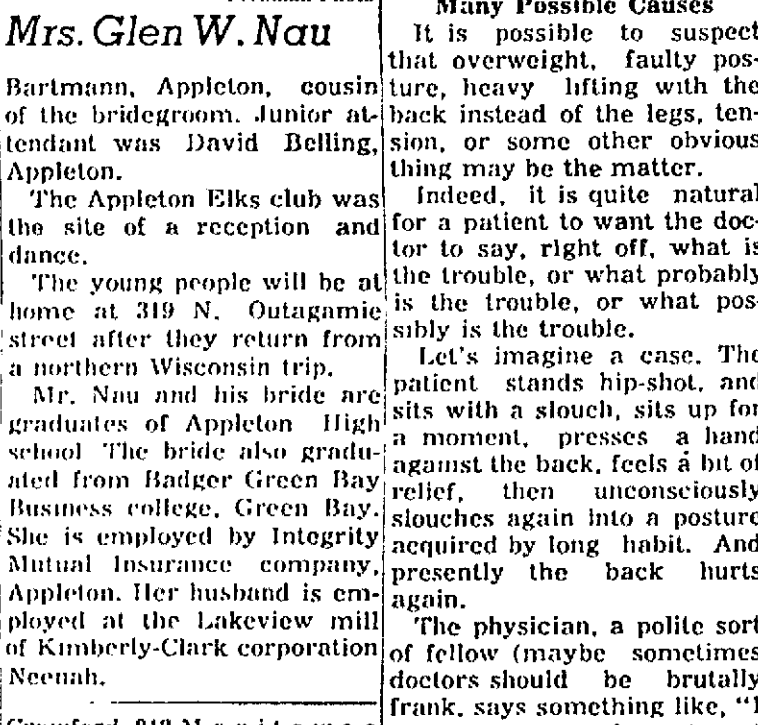 Mrs. Glen W. Nau
Bartmann, Appleton, cousin
of the bridegroom. Junior at-
tendant was David Belling,
Appleton.
The Appleton Elks club was
the site of a reception and
dance.
The young people will be at
home at 319 N. Outagamie
street after they return from
a northern Wisconsin trip.
Mr. Nau and his bride are
graduates of Appleton High
school The bride also gradu-
ated from Badger Green Bay
Business college, Green Bay.
She is employed by Integrity
Mutual Insurance company,
Appleton. Her husband is em-
ployed at the Lakeview mill
of Kimberly-Clark corporation
Neenah.
Many Possible Causes
It is possible to suspect
that overweight, faulty pos-
ture, heavy lifting with the
back instead of the legs, ten-
sion, or some other obvious
thing may be the matter.
Indeed, it is quite natural
for a patient to want the doc-
tor to say, right off, what is
the trouble, or what probably
is the trouble, or what pos-
sibly is the trouble.
Let's imagine a case. The
patient stands hip-shot, and
sits with a slouch, sits up for
a moment, presses a hand
against the back, feels a bit of
relief, then unconsciously
slouches again into a posture
acquired by long habit. And
presently the back hurts
again.
The physician, a polite sort
of fellow (maybe sometimes
doctors should be brutally
frank, says something like, "I